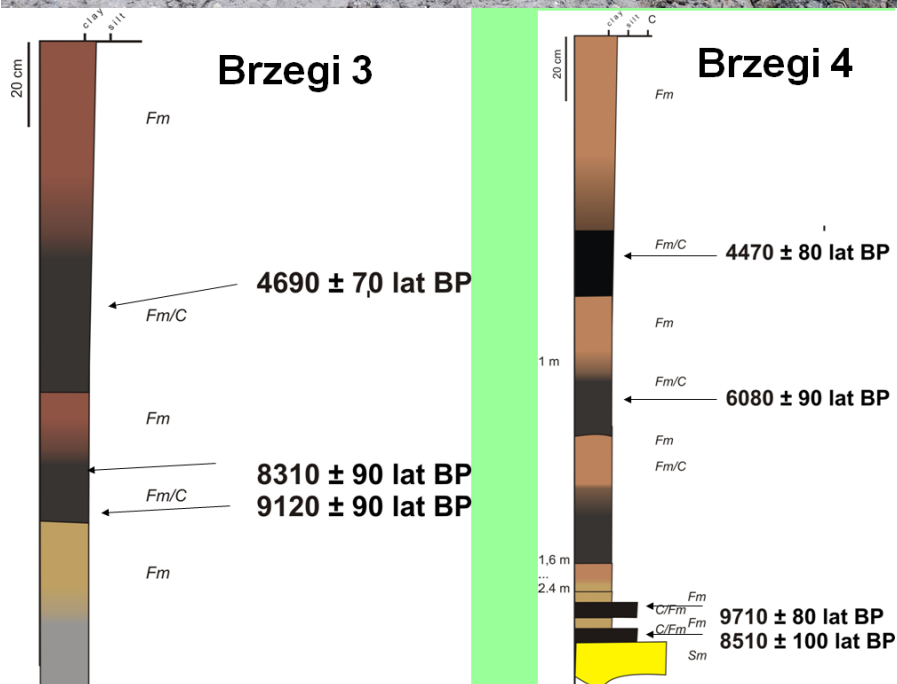 clay silt
20 cm
Brzegi 3
Fm
4690 ± 70 lat BP
Fm/C
Fm
8310 ± 90 lat BP
Fm/C
9120 ± 90 lat BP
Fm
clay silt C
20 cm
Brzegi 4
Fm
Fm/C
4470 ± 80 lat BP
Fm
1 m
Fm/C
6080 ± 90 lat BP
Fm
Fm/C
1,6 m
...
2.4 m
Fm
C/Fm
9710 ± 80 lat BP
Fm
C/Fm
8510 ± 100 lat BP
Sm